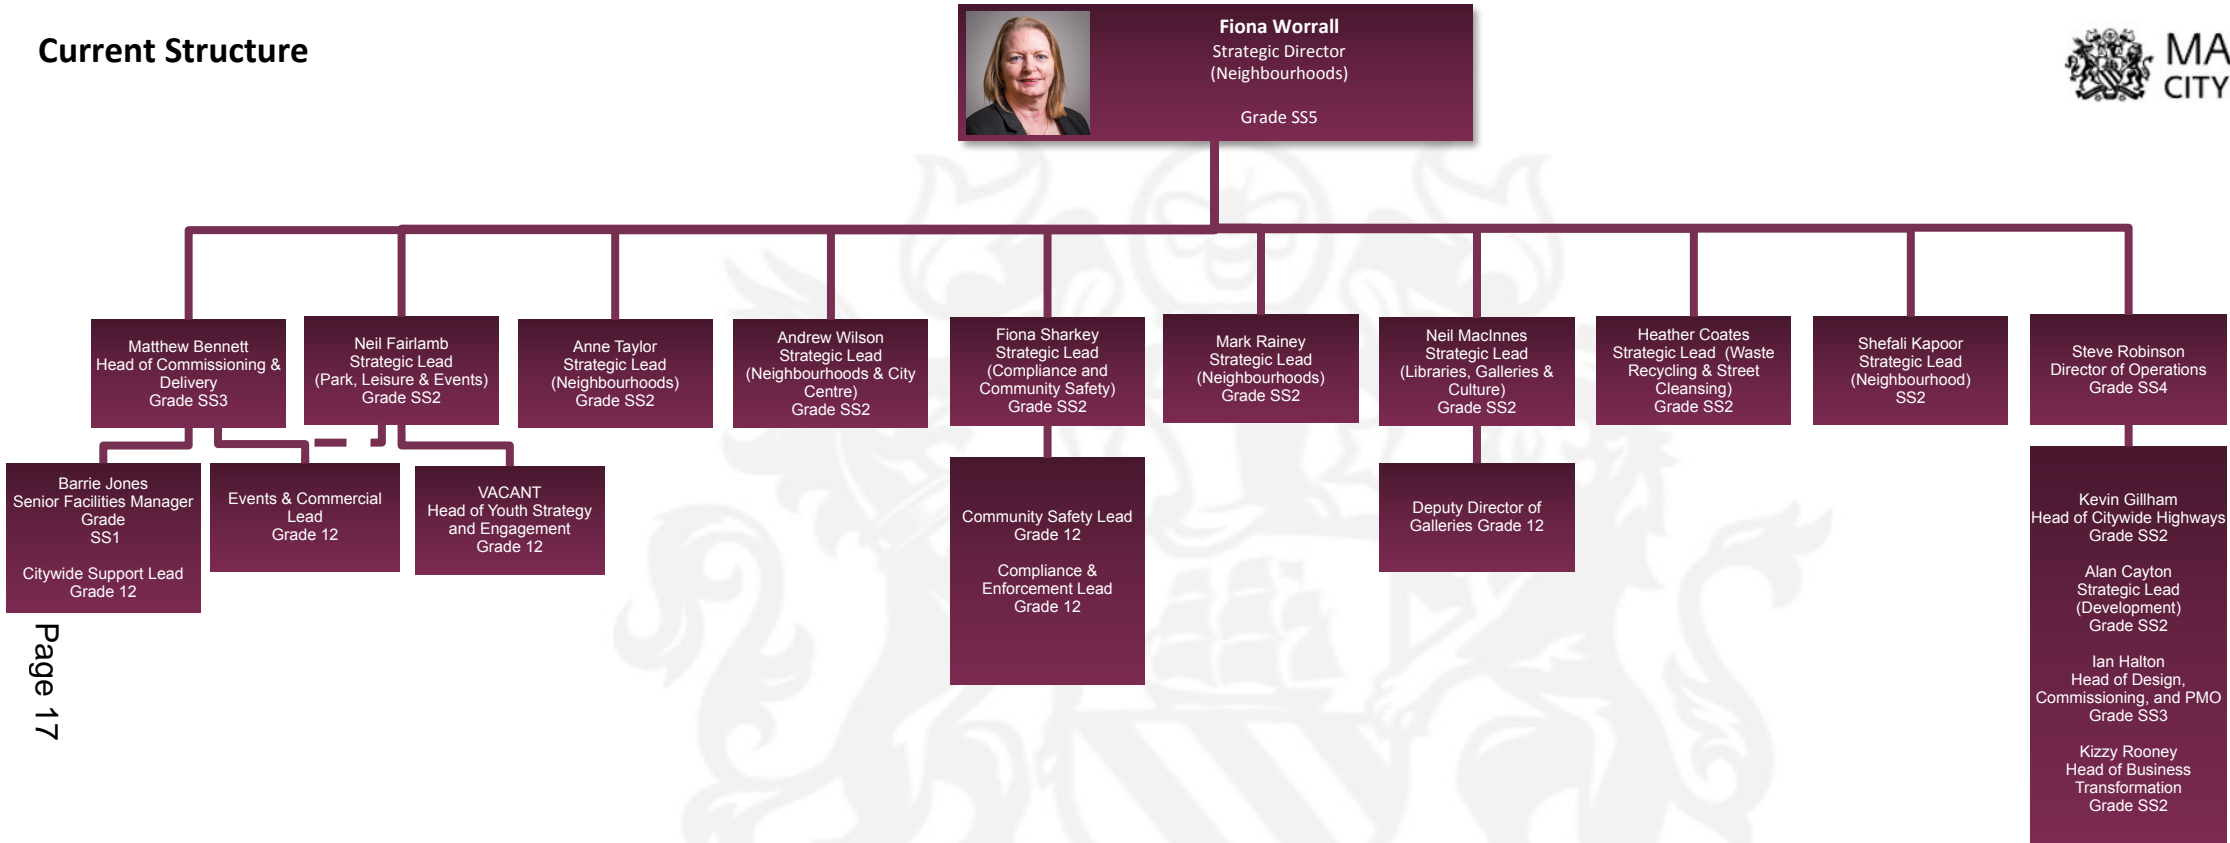 Current Structure
Fiona Worrall
Strategic Director
(Neighbourhoods)
Grade SS5
MA
CITY
Matthew Bennett
Head of Commissioning &
Delivery
Grade SS3
Neil Fairlamb
Strategic Lead
(Park, Leisure & Events)
Grade SS2
Anne Taylor
Strategic Lead
(Neighbourhoods)
Grade SS2
Andrew Wilson
Strategic Lead
(Neighbourhoods & City
Centre)
Grade SS2
Fiona Sharkey
Strategic Lead
(Compliance and
Community Safety)
Grade SS2
Mark Rainey
Strategic Lead
(Neighbourhoods)
Grade SS2
Neil MacInnes
Strategic Lead
(Libraries, Galleries &
Culture)
Grade SS2
Heather Coates
Strategic Lead (Waste
Recycling & Street
Cleansing)
Grade SS2
Shefali Kapoor
Strategic Lead
(Neighbourhood)
SS2
Steve Robinson
Director of Operations
Grade SS4
Barrie Jones
Senior Facilities Manager
Grade
SS1
Citywide Support Lead
Grade 12
Events & Commercial
Lead
Grade 12
VACANT
Head of Youth Strategy
and Engagement
Grade 12
Community Safety Lead
Grade 12
Compliance &
Enforcement Lead
Grade 12
Deputy Director of
Galleries Grade 12
Kevin Gillham
Head of Citywide Highways
Grade SS2
Alan Cayton
Strategic Lead
(Development)
Grade SS2
Ian Halton
Head of Design,
Commissioning, and PMO
Grade SS3
Kizzy Rooney
Head of Business
Transformation
Grade SS2
Page 17